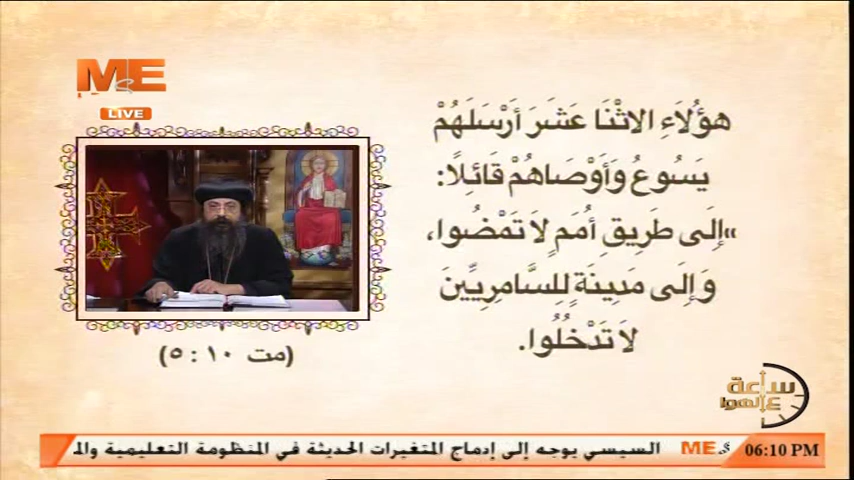 ME
LIVE
هؤُلاَءِ الاثْنَا عَشَرَ أَرْسَلَهُمْ
يَسُوعُ وَأَوْصَاهُمْ قَائِلاً:
»إِلَى طَرِيقِ أُمَمٍ لاَ تَمْضُوا،
وَإِلَى مَدِينَةٍ لِلسَّامِرِيِّينَ
لاَ تَدْخُلُوا.
(مت ١٠ : ٥)
ساعة
عالهوا
06:10 PM
ME السيسي يوجه إلى إدماج المتغيرات الحديثة في المنظومة التعليمية والم